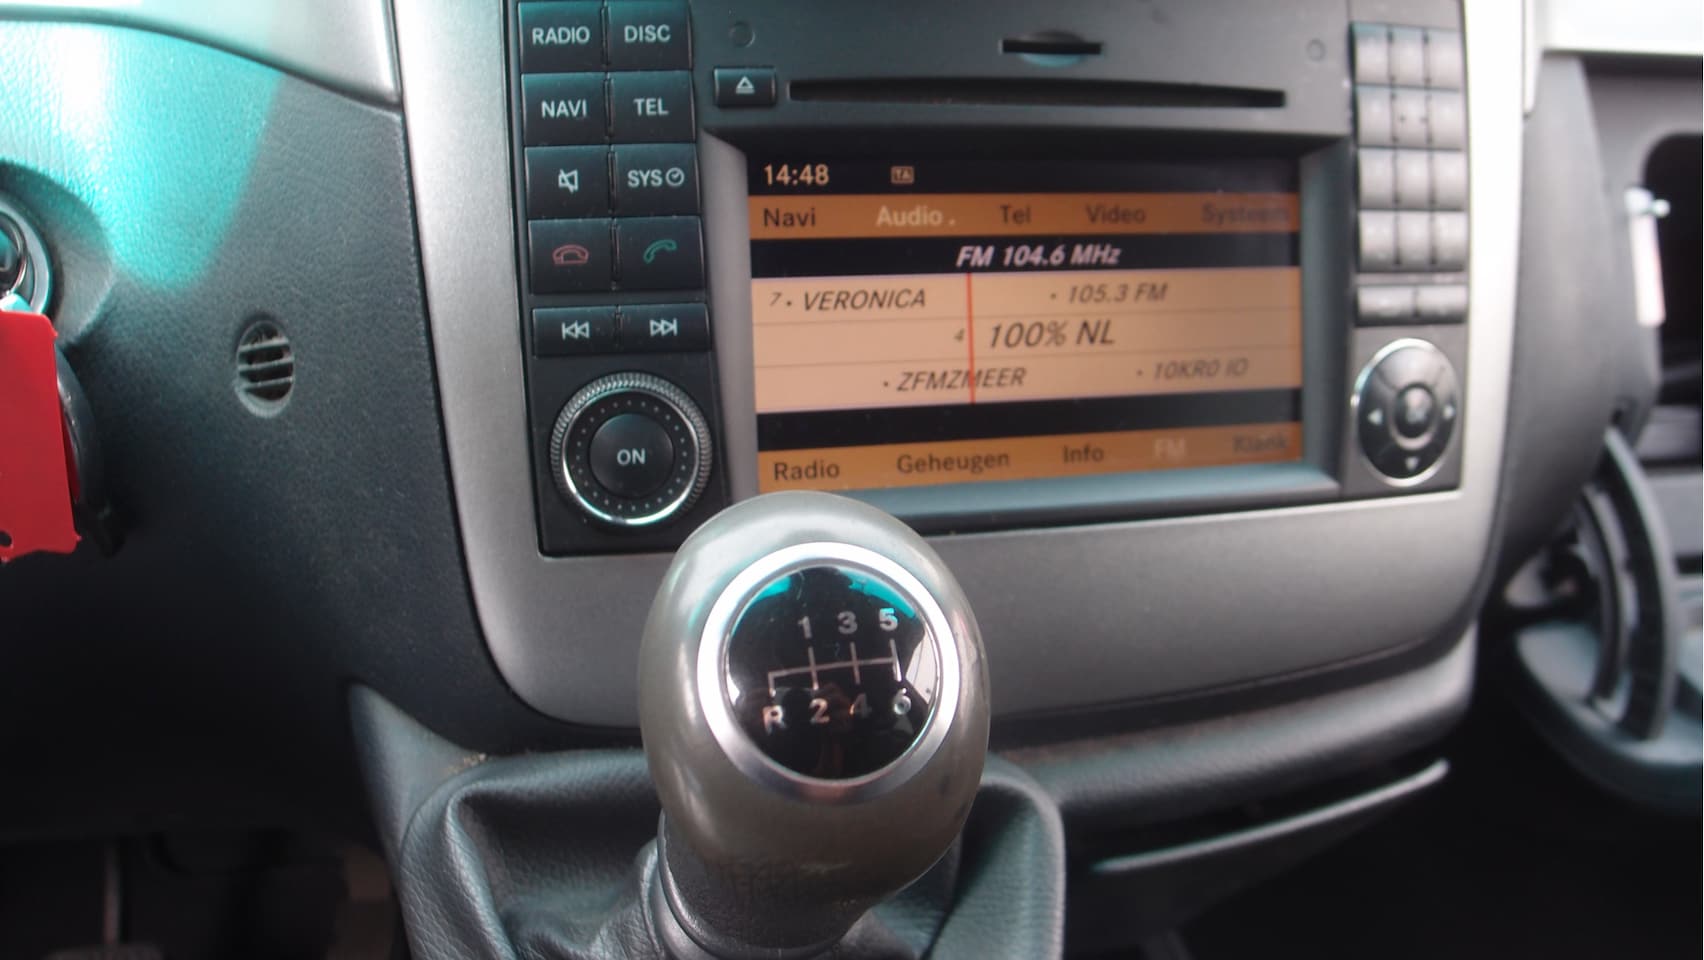 RADIO DISC
NAVI TEL
SYS
ON
14:48 TA
Navi Audio. Tel Video System
FM 104.6 MHz
7 • VERONICA • 105.3 FM
4 100% NL
• ZFMZMEER • 10KR0 IO
Radio Geheugen Info FM Klank
1 3 5
R 2 4 6